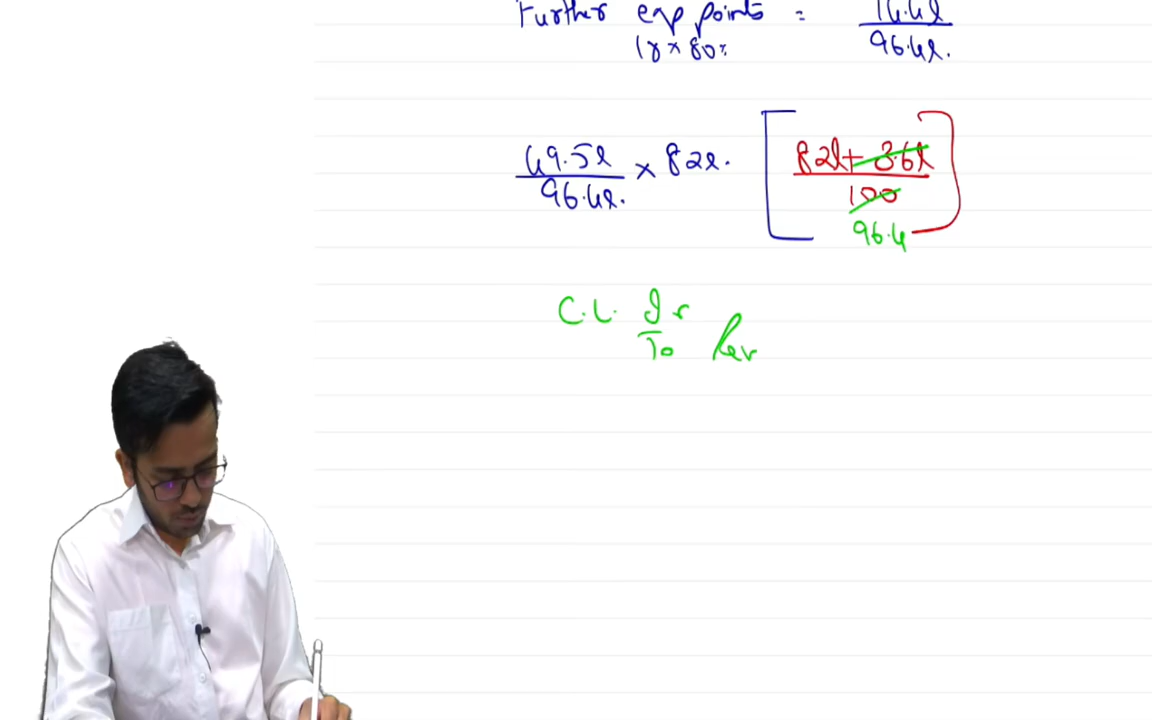 Further exp points = 14.4l
18 × 80% 96.4l.
49.5l × 82l. [ 82l + 3.6l
96.4l. 100
96.4 ]
C.L. Dr
To Rev